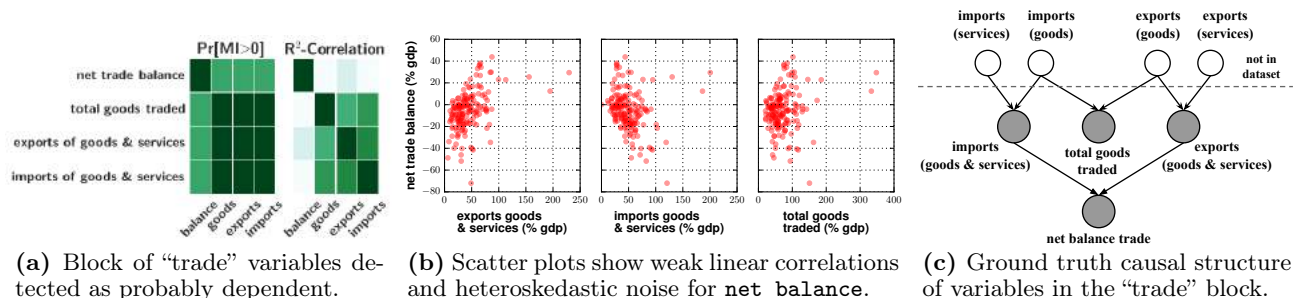 Pr[MI>0]
R²-Correlation
net trade balance
total goods traded
exports of goods & services
imports of goods & services
balance
goods
exports
imports
balance
goods
exports
imports
(a) Block of “trade” variables de-
tected as probably dependent.
net trade balance (% gdp)
60
40
20
0
−20
−40
−60
−80
0 50 100 150 200 250
exports goods
& services (% gdp)
0 50 100 150 200 250
imports goods
& services (% gdp)
0 100 200 300 400
total goods
traded (% gdp)
(b) Scatter plots show weak linear correlations
and heteroskedastic noise for net balance.
imports
(services)
imports
(goods)
exports
(goods)
exports
(services)
not in
dataset
imports
(goods & services)
total goods
traded
exports
(goods & services)
net balance trade
(c) Ground truth causal structure
of variables in the “trade” block.